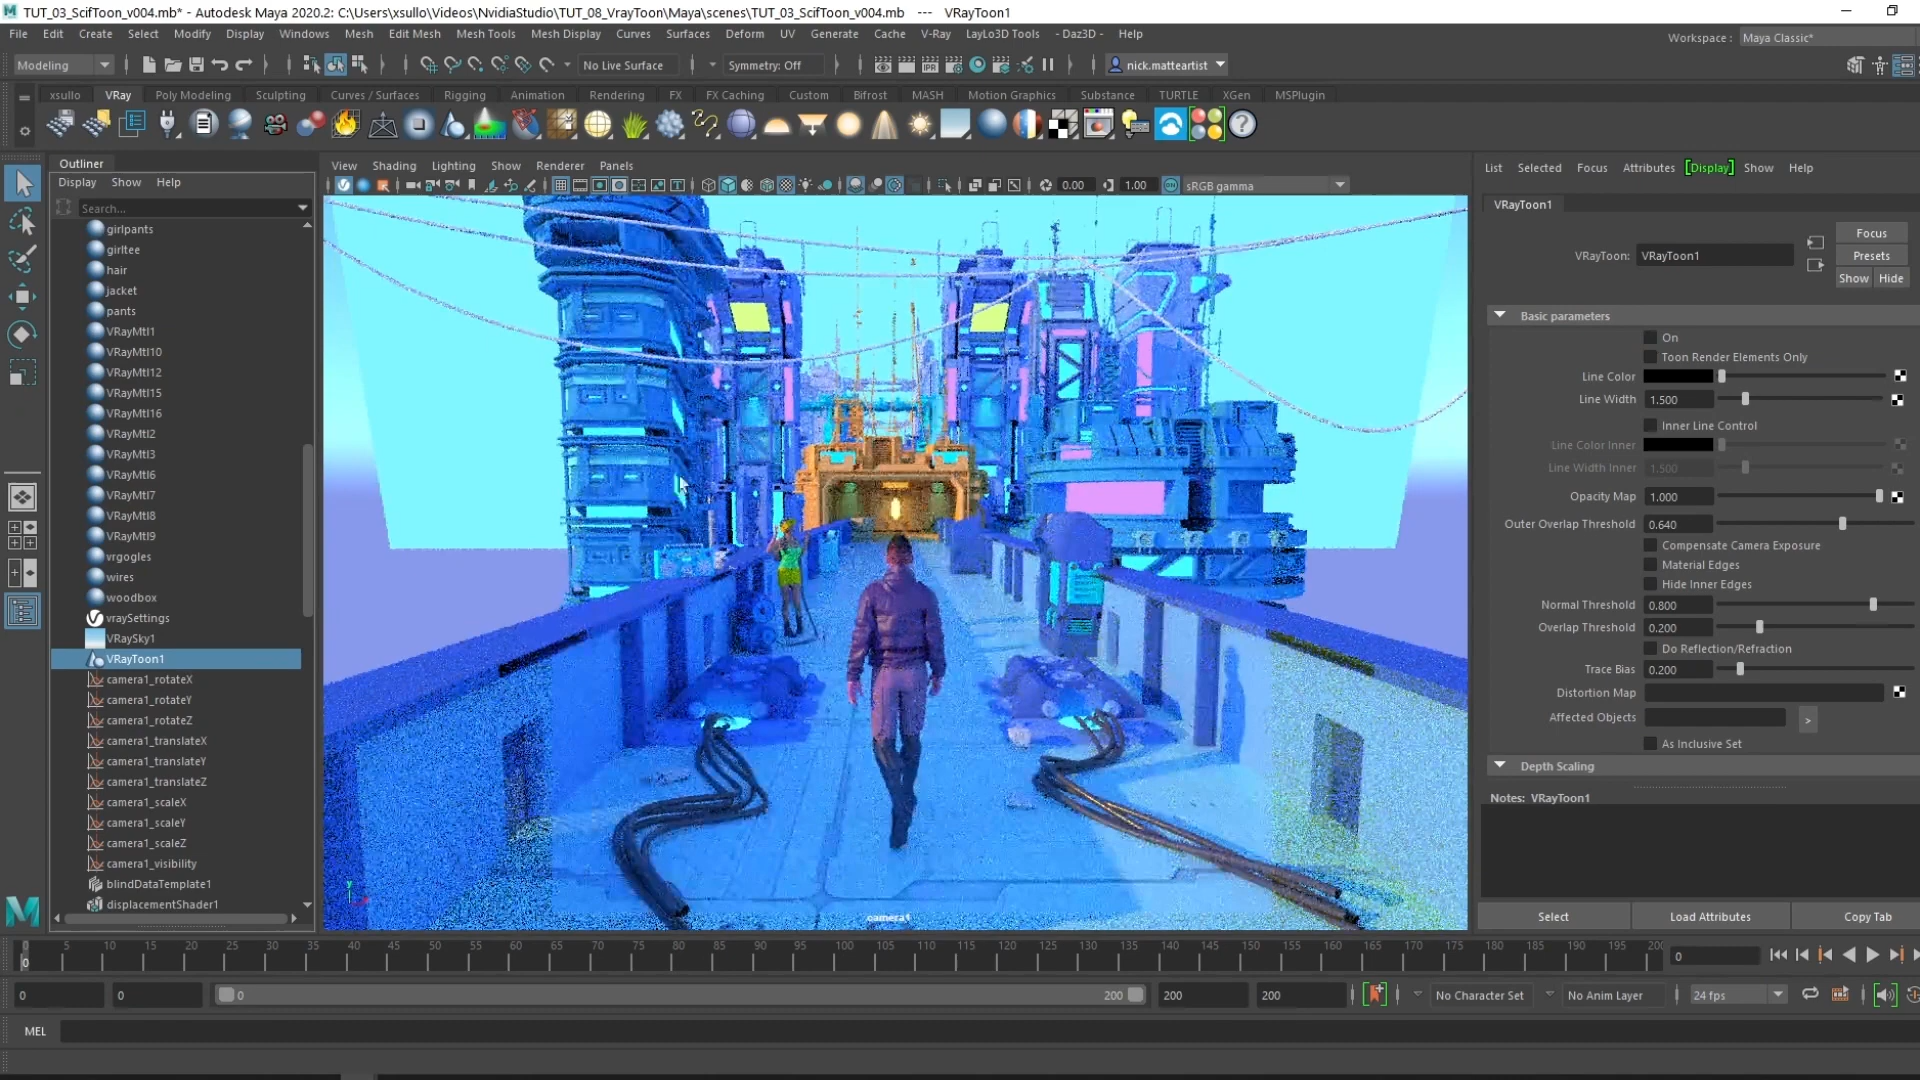 TUT_03_ScifToon_v004.mb* - Autodesk Maya 2020.2: C:\Users\xsullo\Videos\NvidiaStudio\TUT_08_VrayToon\Maya\scenes\TUT_03_ScifToon_v004.mb --- VRayToon1
File Edit Create Select Modify Display Windows Mesh Edit Mesh Mesh Tools Mesh Display Curves Surfaces Deform UV Generate Cache V-Ray LayLo3D Tools - Daz3D - Help
Workspace : Maya Classic*
Modeling No Live Surface Symmetry: Off nick.matteartist
xsullo VRay Poly Modeling Sculpting Curves / Surfaces Rigging Animation Rendering FX FX Caching Custom Bifrost MASH Motion Graphics Substance TURTLE XGen MSPlugin
Outliner
Display Show Help
Search...
girlpants
girltee
hair
jacket
pants
VRayMtl1
VRayMtl10
VRayMtl12
VRayMtl15
VRayMtl16
VRayMtl2
VRayMtl3
VRayMtl6
VRayMtl7
VRayMtl8
VRayMtl9
vrgogles
wires
woodbox
vraySettings
VRaySky1
VRayToon1
camera1_rotateX
camera1_rotateY
camera1_rotateZ
camera1_translateX
camera1_translateY
camera1_translateZ
camera1_scaleX
camera1_scaleY
camera1_scaleZ
camera1_visibility
blindDataTemplate1
displacementShader1
View Shading Lighting Show Renderer Panels
0.00 1.00 sRGB gamma
camera1
List Selected Focus Attributes Display Show Help
VRayToon1
VRayToon: VRayToon1
Focus
Presets
Show Hide
Basic parameters
On
Toon Render Elements Only
Line Color
Line Width 1.500
Inner Line Control
Line Color Inner
Line Width Inner 1.500
Opacity Map 1.000
Outer Overlap Threshold 0.640
Compensate Camera Exposure
Material Edges
Hide Inner Edges
Normal Threshold 0.800
Overlap Threshold 0.200
Do Reflection/Refraction
Trace Bias 0.200
Distortion Map
Affected Objects >
As Inclusive Set
Depth Scaling
Notes: VRayToon1
Select Load Attributes Copy Tab
0 5 10 15 20 25 30 35 40 45 50 55 60 65 70 75 80 85 90 95 100 105 110 115 120 125 130 135 140 145 150 155 160 165 170 175 180 185 190 195 200
0
0
0 0 0 200 200 200 No Character Set No Anim Layer 24 fps
MEL